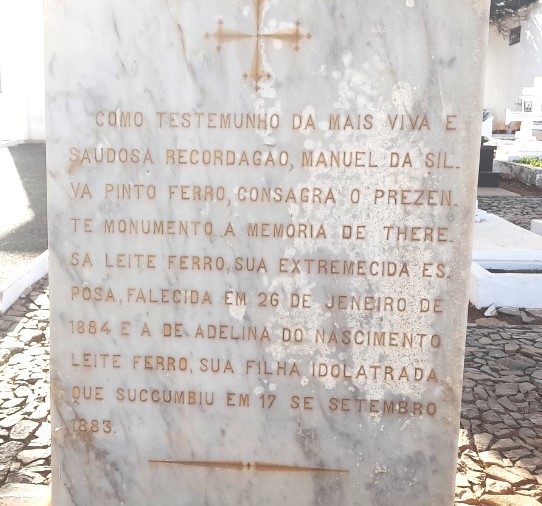 COMO TESTEMUNHO DA MAIS VIVA E
SAUDOSA RECORDAGAO, MANUEL DA SIL-
VA PINTO FERRO, CONSAGRA O PREZEN-
TE MONUMENTO A MEMORIA DE THERE-
SA LEITE FERRO, SUA EXTREMECIDA ES-
POSA, FALECIDA EM 26 DE JENEIRO DE
1884 E A DE ADELINA DO NASCIMENTO
LEITE FERRO, SUA FILHA IDOLATRADA
QUE SUCCUMBIU EM 17 SE SETEMBRO
1883.